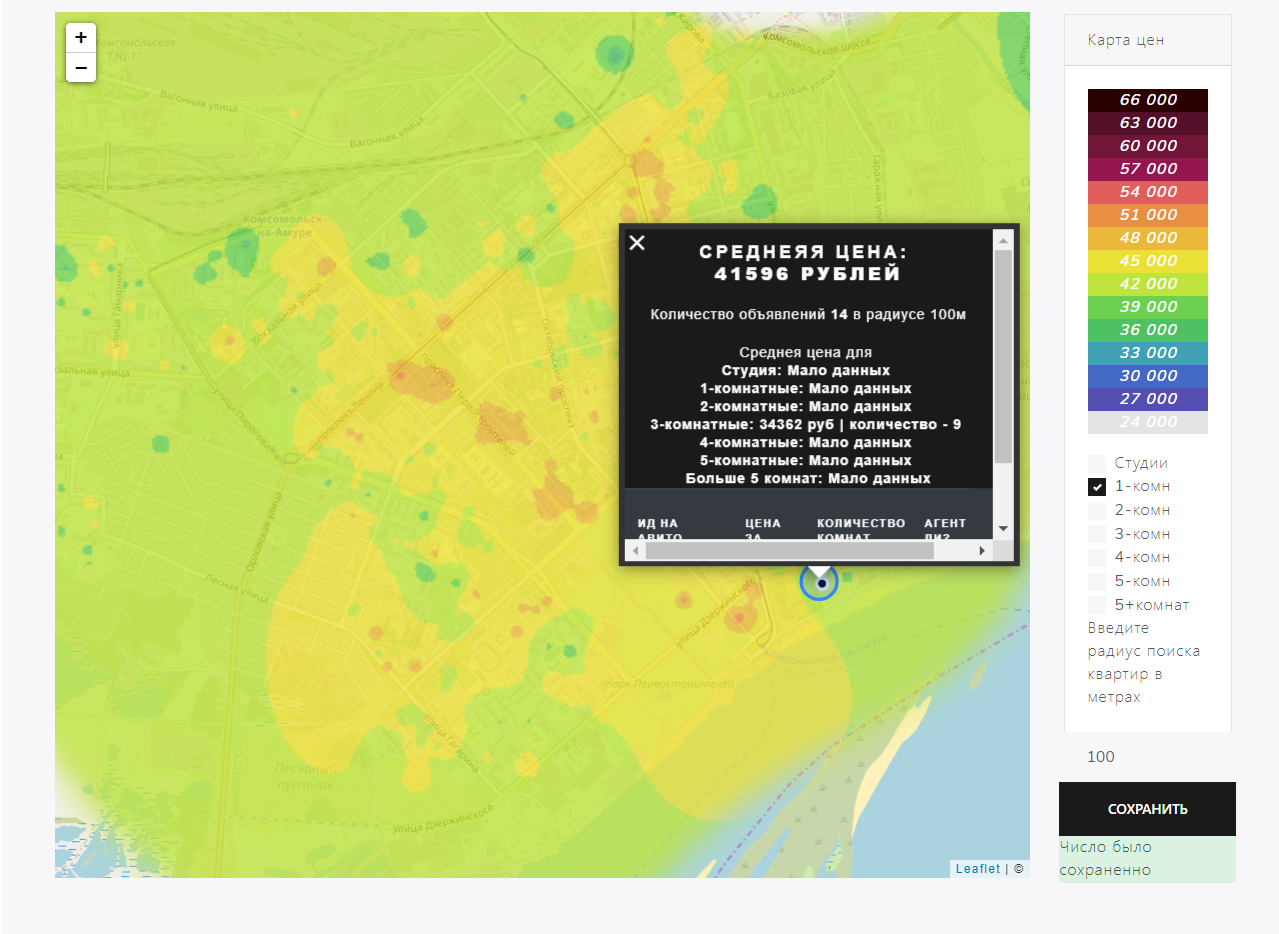 +
−
Комсомольская
ТЭЦ-1"
Вагонная улица
Вагонная улица
Кирова
Комсомольское шоссе
Базовая улица
Гаражная улица
Комсомольск-
на-Амуре
улица Гамарника
Вокзальная улица
улица Пирогова
проспект Ленина
проспект Первостроителей
Октябрьский проспект
Орловская улица
Лесная улица
улица Дзержинского
Комсомольск-на-Амуре
парк Первостроителей
улица Гагарина
Песчаный
пустырь
улица Дзержинского
СРЕДНЕЯЯ ЦЕНА:
41596 РУБЛЕЙ
Количество объявлений 14 в радиусе 100м
Среднея цена для
Студия: Мало данных
1-комнатные: Мало данных
2-комнатные: Мало данных
3-комнатные: 34362 руб | количество - 9
4-комнатные: Мало данных
5-комнатные: Мало данных
Больше 5 комнат: Мало данных
ИД НА ЦЕНА КОЛИЧЕСТВО АГЕНТ
АВИТО ЗА КОМНАТ ЛИ?
Leaflet | ©
Карта цен
66 000
63 000
60 000
57 000
54 000
51 000
48 000
45 000
42 000
39 000
36 000
33 000
30 000
27 000
24 000
Студии
1-комн
2-комн
3-комн
4-комн
5-комн
5+комнат
Введите
радиус поиска
квартир в
метрах
100
СОХРАНИТЬ
Число было
сохраненно